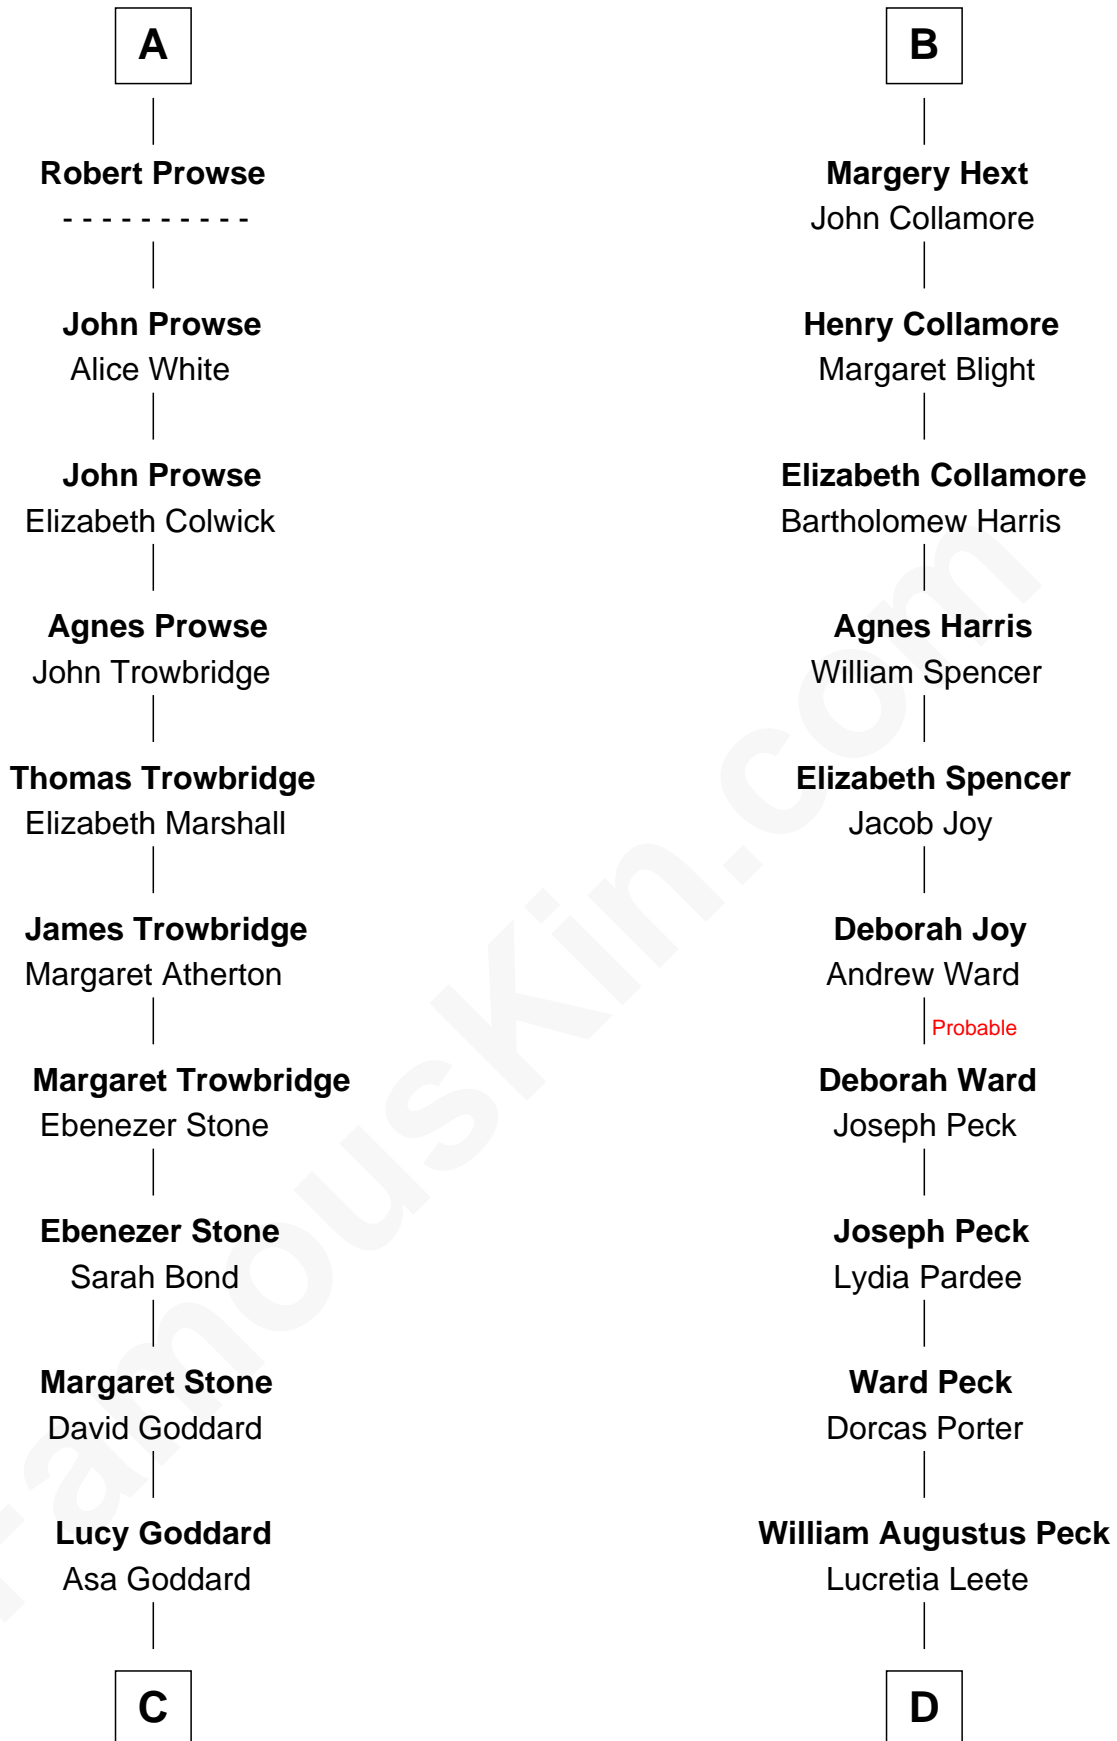 A
Robert Prowse
- - - - - - - - - -
John Prowse
Alice White
John Prowse
Elizabeth Colwick
Agnes Prowse
John Trowbridge
Thomas Trowbridge
Elizabeth Marshall
James Trowbridge
Margaret Atherton
Margaret Trowbridge
Ebenezer Stone
Ebenezer Stone
Sarah Bond
Margaret Stone
David Goddard
Lucy Goddard
Asa Goddard
C
B
Margery Hext
John Collamore
Henry Collamore
Margaret Blight
Elizabeth Collamore
Bartholomew Harris
Agnes Harris
William Spencer
Elizabeth Spencer
Jacob Joy
Deborah Joy
Andrew Ward
Probable
Deborah Ward
Joseph Peck
Joseph Peck
Lydia Pardee
Ward Peck
Dorcas Porter
William Augustus Peck
Lucretia Leete
D
FamousKin.com